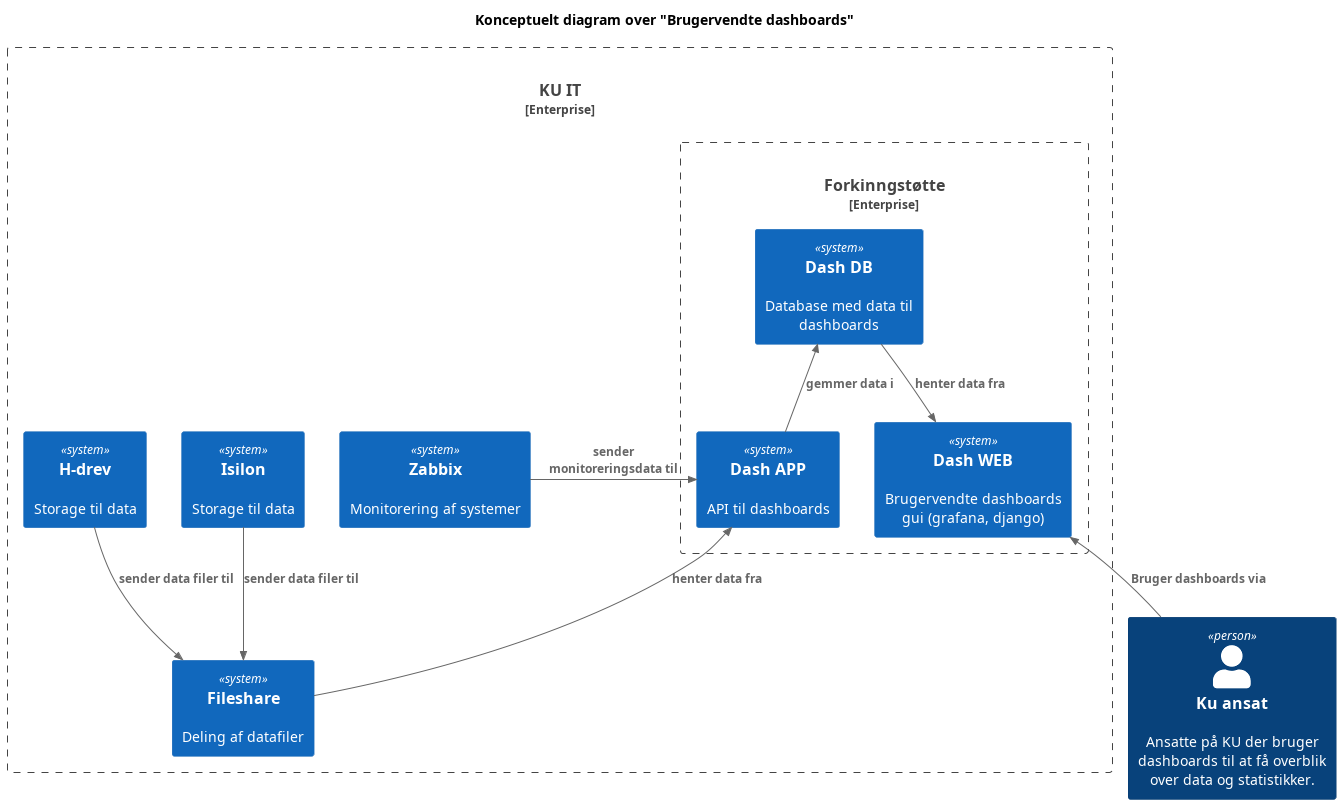 Konceptuelt diagram over "Brugervendte dashboards"
KU IT
[Enterprise]
Forkinngstøtte
[Enterprise]
«system»
Dash DB
Database med data til
dashboards
gemmer data i
henter data fra
«system»
H-drev
Storage til data
«system»
Isilon
Storage til data
«system»
Zabbix
Monitorering af systemer
sender
monitoreringsdata til
«system»
Dash APP
API til dashboards
«system»
Dash WEB
Brugervendte dashboards
gui (grafana, django)
sender data filer til
sender data filer til
henter data fra
Bruger dashboards via
«system»
Fileshare
Deling af datafiler
«person»
Ku ansat
Ansatte på KU der bruger
dashboards til at få overblik
over data og statistikker.